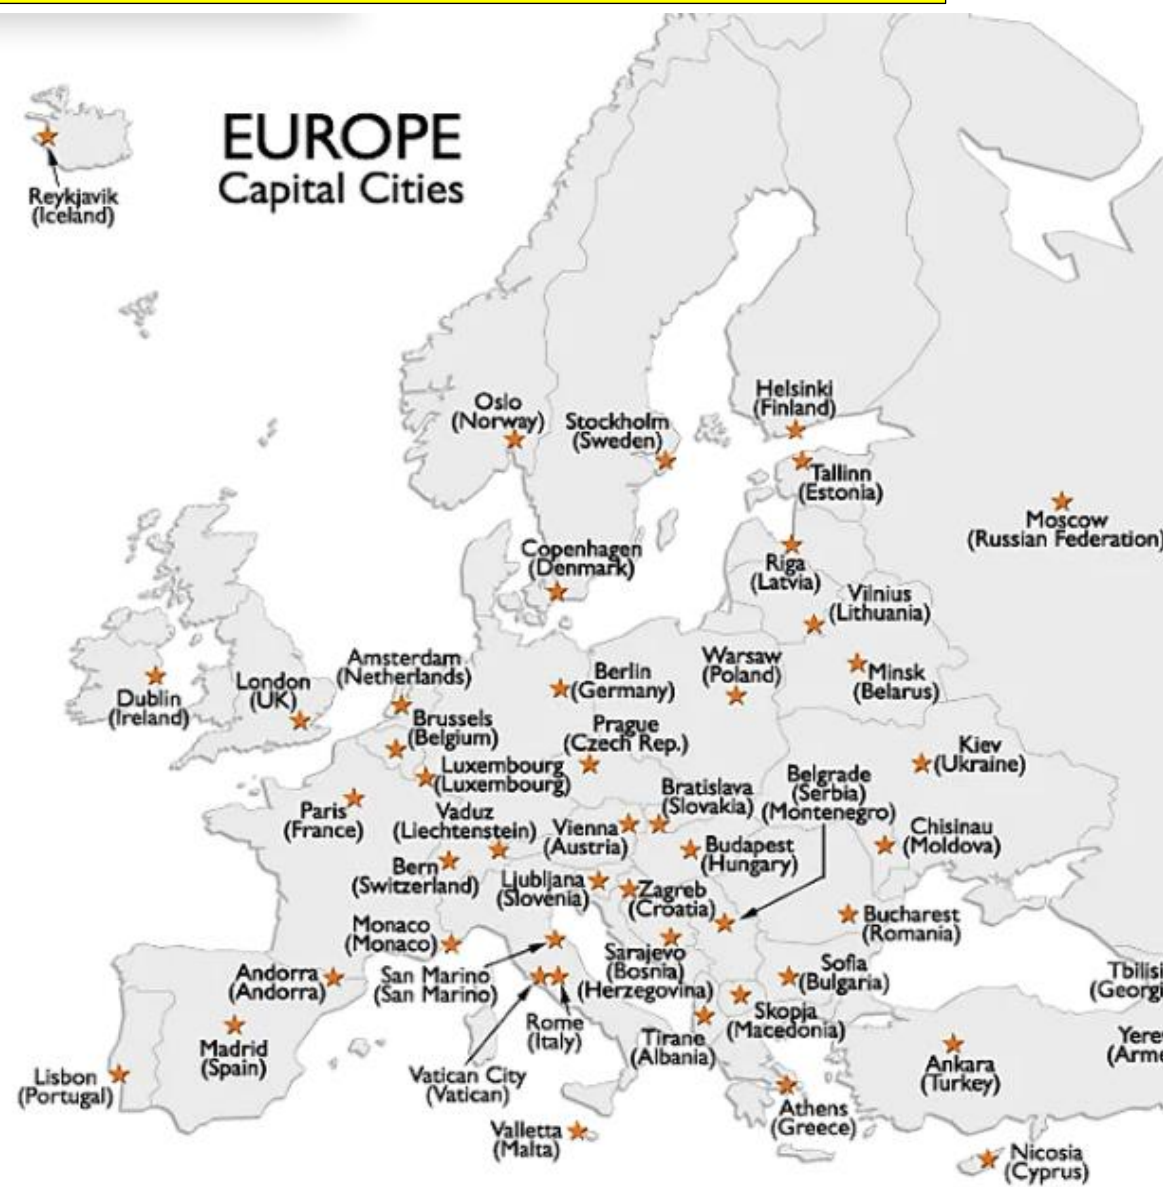 EUROPE
Capital Cities
Reykjavik
(Iceland)
Oslo
(Norway)
Stockholm
(Sweden)
Helsinki
(Finland)
Tallinn
(Estonia)
Moscow
(Russian Federation)
Copenhagen
(Denmark)
Riga
(Latvia)
Vilnius
(Lithuania)
Dublin
(Ireland)
London
(UK)
Amsterdam
(Netherlands)
Berlin
(Germany)
Warsaw
(Poland)
Minsk
(Belarus)
Brussels
(Belgium)
Prague
(Czech Rep.)
Luxembourg
(Luxembourg)
Kiev
(Ukraine)
Paris
(France)
Vaduz
(Liechtenstein)
Vienna
(Austria)
Bratislava
(Slovakia)
Belgrade
(Serbia)
(Montenegro)
Budapest
(Hungary)
Chisinau
(Moldova)
Bern
(Switzerland)
Ljubljana
(Slovenia)
Zagreb
(Croatia)
Bucharest
(Romania)
Monaco
(Monaco)
San Marino
(San Marino)
Sarajevo
(Bosnia)
(Herzegovina)
Sofia
(Bulgaria)
Andorra
(Andorra)
Tbilisi
(Georgi
Madrid
(Spain)
Rome
(Italy)
Skopja
(Macedonia)
Tirane
(Albania)
Ankara
(Turkey)
Yere
(Arme
Lisbon
(Portugal)
Vatican City
(Vatican)
Athens
(Greece)
Valletta
(Malta)
Nicosia
(Cyprus)